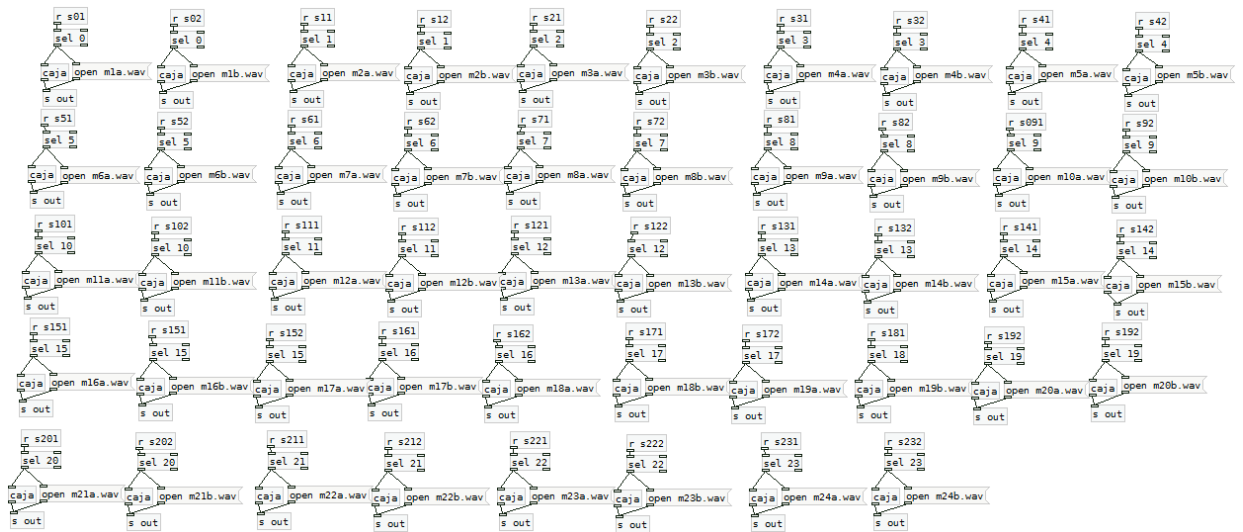 r s01 r s02 r s11 r s12 r s21 r s22 r s31 r s32 r s41 r s42
sel 0 sel 0 sel 1 sel 1 sel 2 sel 2 sel 3 sel 3 sel 4 sel 4
caja open m1a.wav caja open m1b.wav caja open m2a.wav caja open m2b.wav caja open m3a.wav caja open m3b.wav caja open m4a.wav caja open m4b.wav caja open m5a.wav caja open m5b.wav
s out s out s out s out s out s out s out s out s out s out
r s51 r s52 r s61 r s62 r s71 r s72 r s81 r s82 r s091 r s92
sel 5 sel 5 sel 6 sel 6 sel 7 sel 7 sel 8 sel 8 sel 9 sel 9
caja open m6a.wav caja open m6b.wav caja open m7a.wav caja open m7b.wav caja open m8a.wav caja open m8b.wav caja open m9a.wav caja open m9b.wav caja open m10a.wav caja open m10b.wav
s out s out s out s out s out s out s out s out s out s out
r s101 r s102 r s111 r s112 r s121 r s122 r s131 r s132 r s141 r s142
sel 10 sel 10 sel 11 sel 11 sel 12 sel 12 sel 13 sel 13 sel 14 sel 14
caja open m11a.wav caja open m11b.wav caja open m12a.wav caja open m12b.wav caja open m13a.wav caja open m13b.wav caja open m14a.wav caja open m14b.wav caja open m15a.wav caja open m15b.wav
s out s out s out s out s out s out s out s out s out s out
r s151 r s151 r s152 r s161 r s162 r s171 r s172 r s181 r s192 r s192
sel 15 sel 15 sel 15 sel 16 sel 16 sel 17 sel 17 sel 18 sel 19 sel 19
caja open m16a.wav caja open m16b.wav caja open m17a.wav caja open m17b.wav caja open m18a.wav caja open m18b.wav caja open m19a.wav caja open m19b.wav caja open m20a.wav caja open m20b.wav
s out s out s out s out s out s out s out s out s out s out
r s201 r s202 r s211 r s212 r s221 r s222 r s231 r s232
sel 20 sel 20 sel 21 sel 21 sel 22 sel 22 sel 23 sel 23
caja open m21a.wav caja open m21b.wav caja open m22a.wav caja open m22b.wav caja open m23a.wav caja open m23b.wav caja open m24a.wav caja open m24b.wav
s out s out s out s out s out s out s out s out